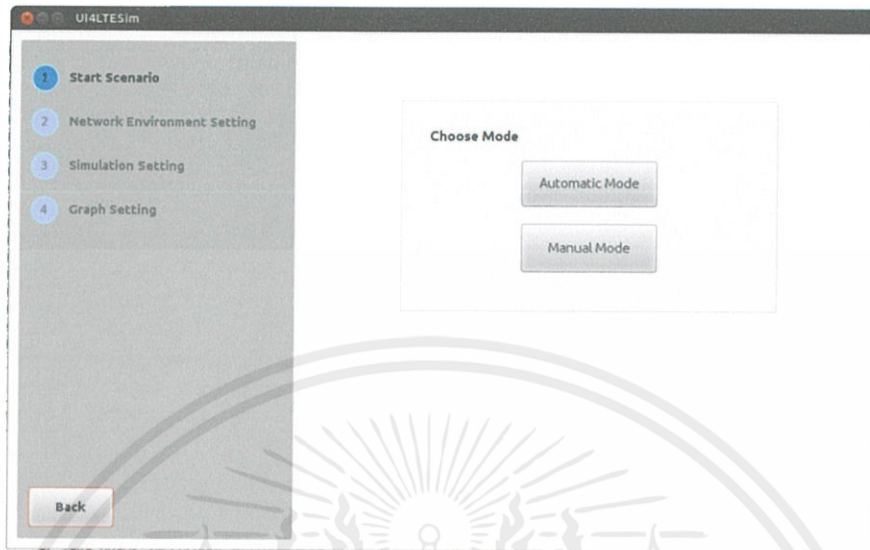 UI4LTESim
1 Start Scenario
2 Network Environment Setting
3 Simulation Setting
4 Graph Setting
Choose Mode
Automatic Mode
Manual Mode
Back